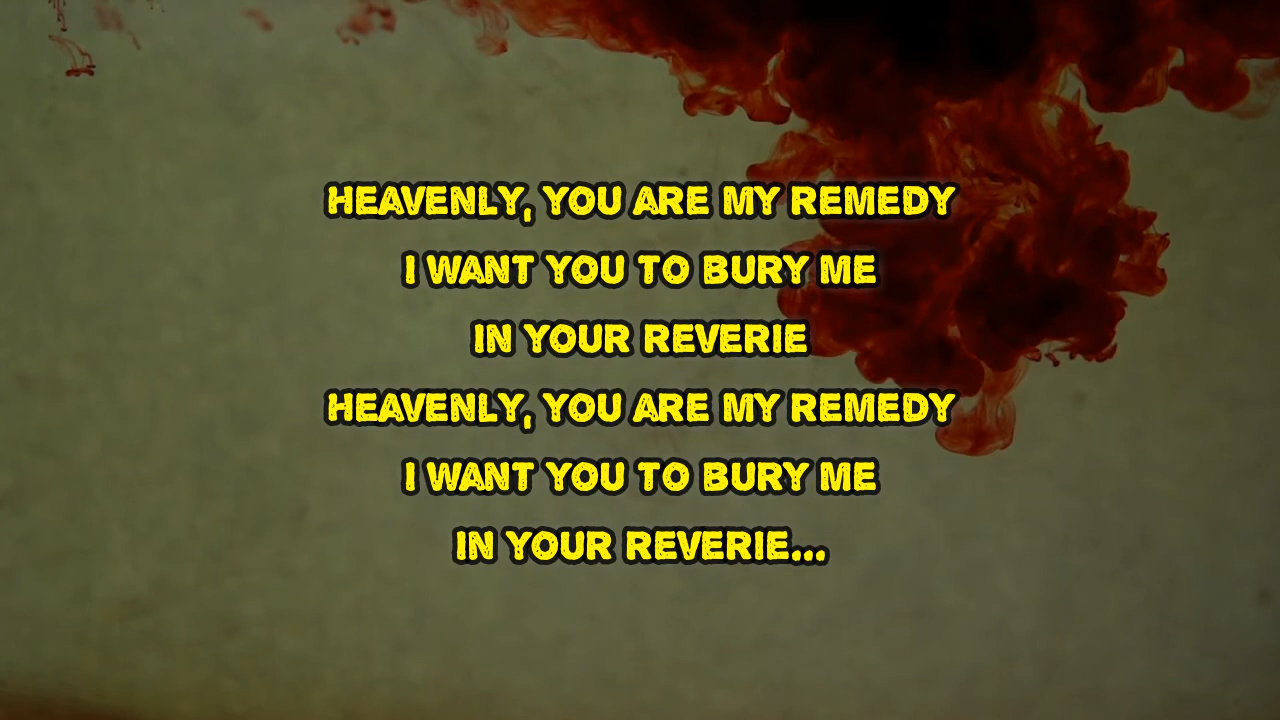 HEAVENLY, YOU ARE MY REMEDY
I WANT YOU TO BURY ME
IN YOUR REVERIE
HEAVENLY, YOU ARE MY REMEDY
I WANT YOU TO BURY ME
IN YOUR REVERIE...